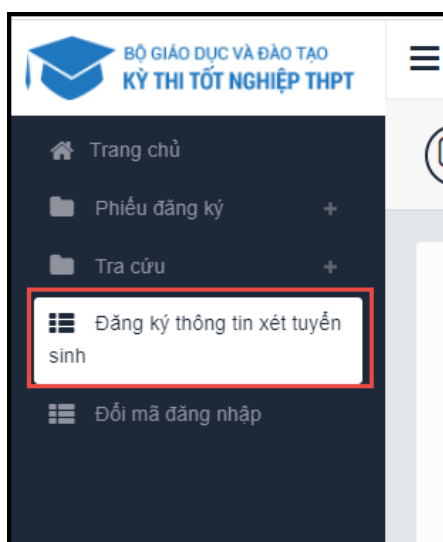 BỘ GIÁO DỤC VÀ ĐÀO TẠO
KỲ THI TỐT NGHIỆP THPT
Trang chủ
Phiếu đăng ký +
Tra cứu +
Đăng ký thông tin xét tuyển
sinh
Đổi mã đăng nhập